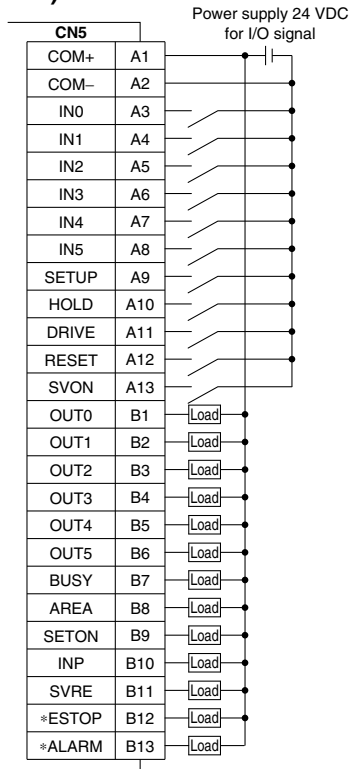 Power supply 24 VDC
for I/O signal
CN5
COM+ A1
COM− A2
IN0 A3
IN1 A4
IN2 A5
IN3 A6
IN4 A7
IN5 A8
SETUP A9
HOLD A10
DRIVE A11
RESET A12
SVON A13
OUT0 B1 Load
OUT1 B2 Load
OUT2 B3 Load
OUT3 B4 Load
OUT4 B5 Load
OUT5 B6 Load
BUSY B7 Load
AREA B8 Load
SETON B9 Load
INP B10 Load
SVRE B11 Load
∗ESTOP B12 Load
∗ALARM B13 Load